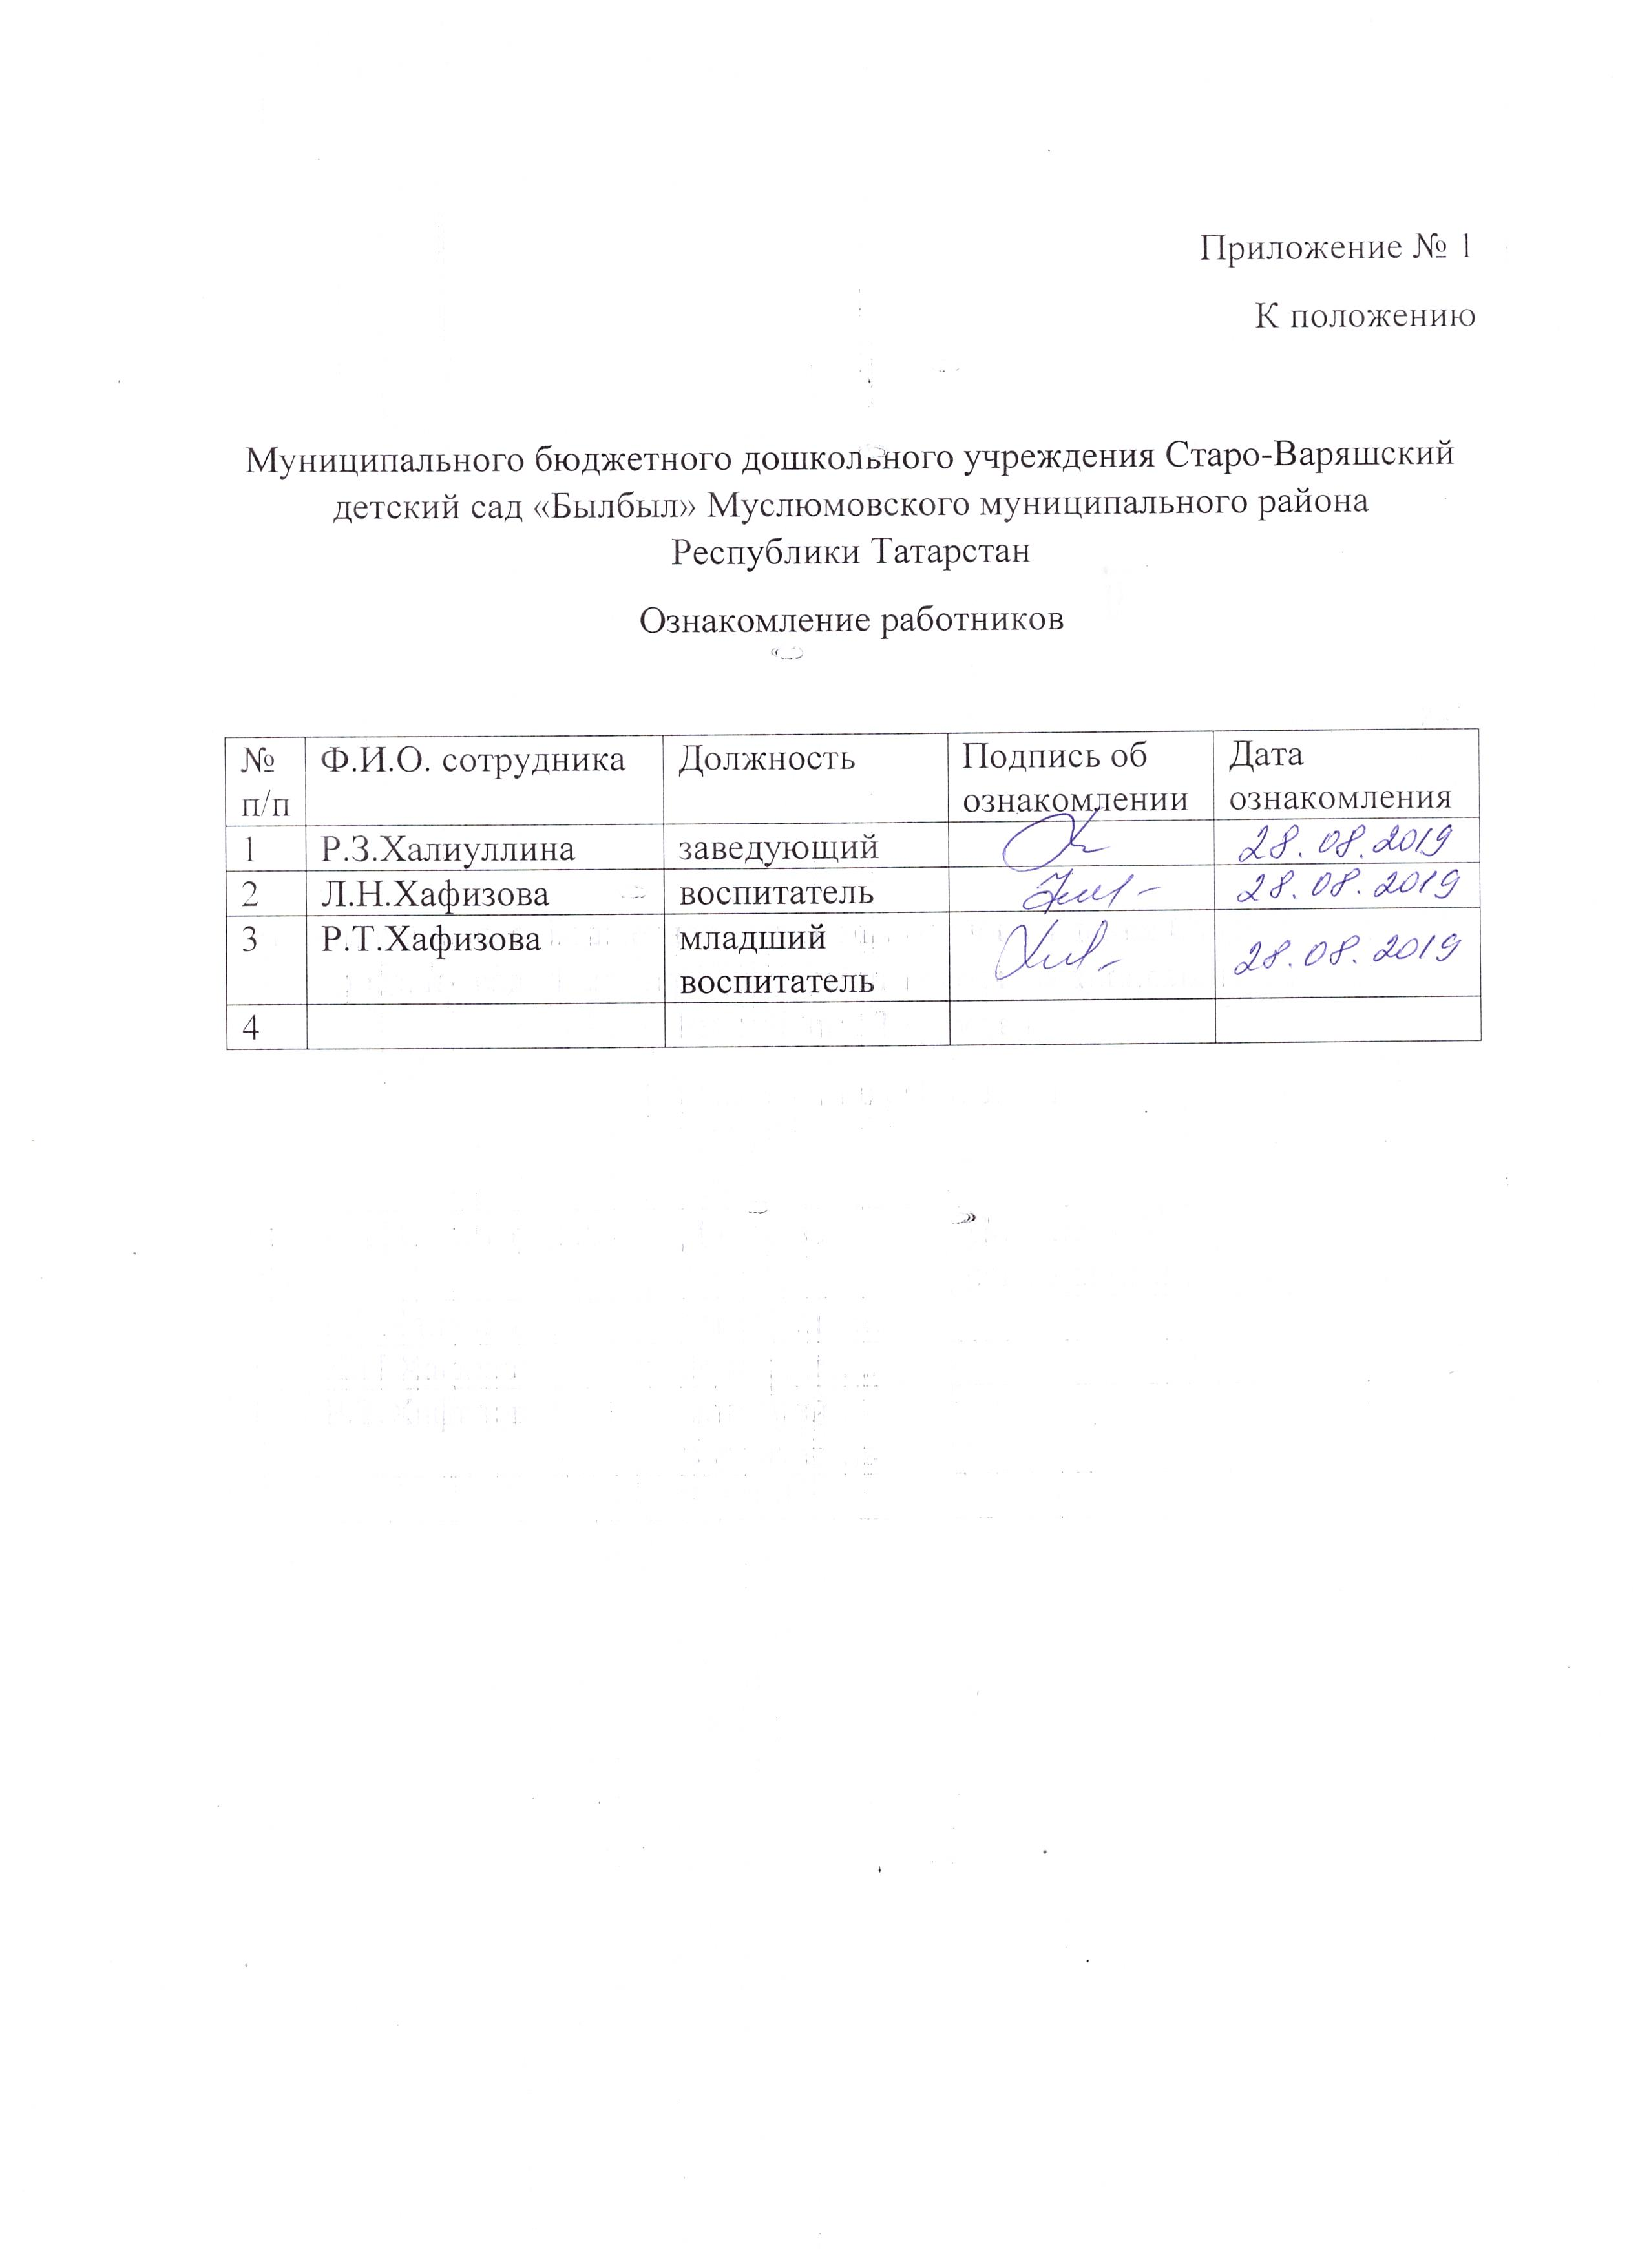 Приложение № 1
К положению
Муниципального бюджетного дошкольного учреждения Старо-Варяшский
детский сад «Былбыл» Муслюмовского муниципального района
Республики Татарстан
Ознакомление работников
№ п/п Ф.И.О. сотрудника Должность Подпись об ознакомлении Дата ознакомления
1 Р.З.Халиуллина заведующий 28.08.2019
2 Л.Н.Хафизова воспитатель 28.08.2019
3 Р.Т.Хафизова младший воспитатель 28.08.2019
4